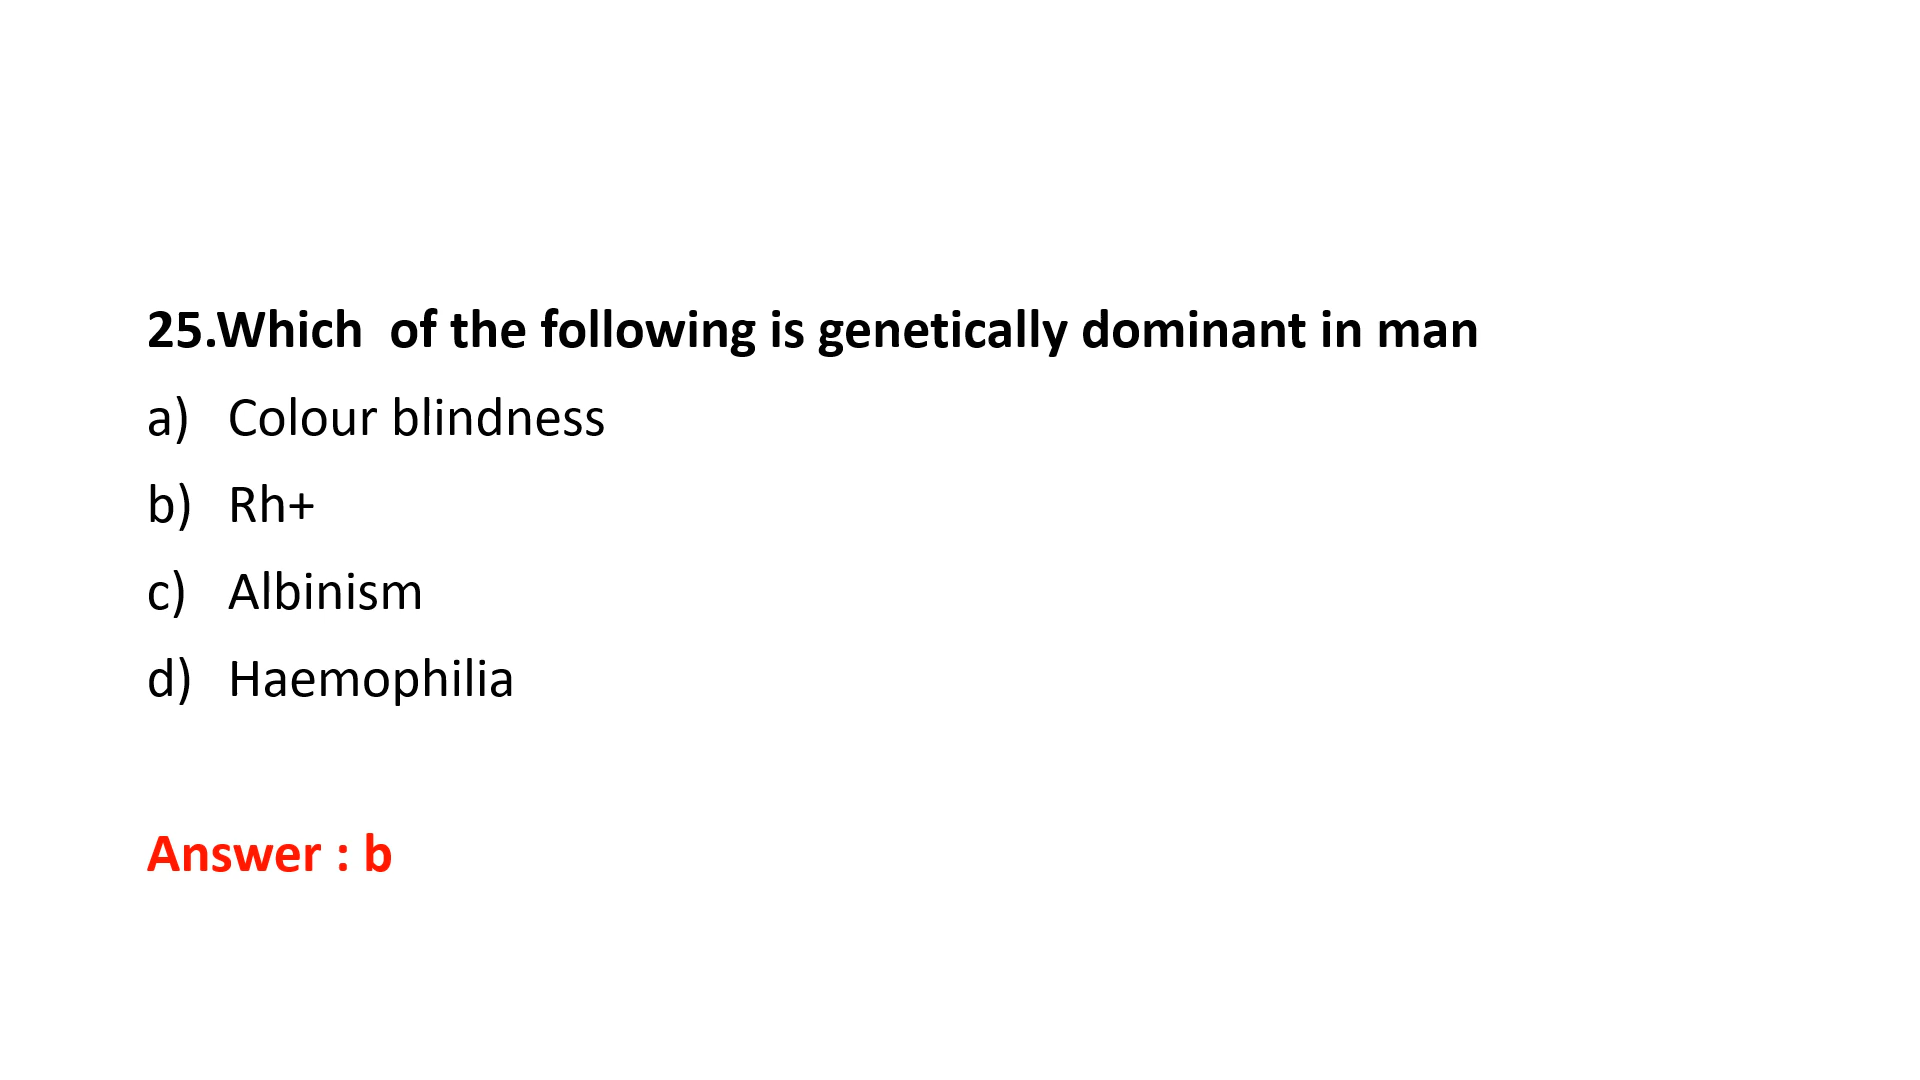 25.Which  of the following is genetically dominant in man
a) Colour blindness
b) Rh+
c) Albinism
d) Haemophilia
Answer : b